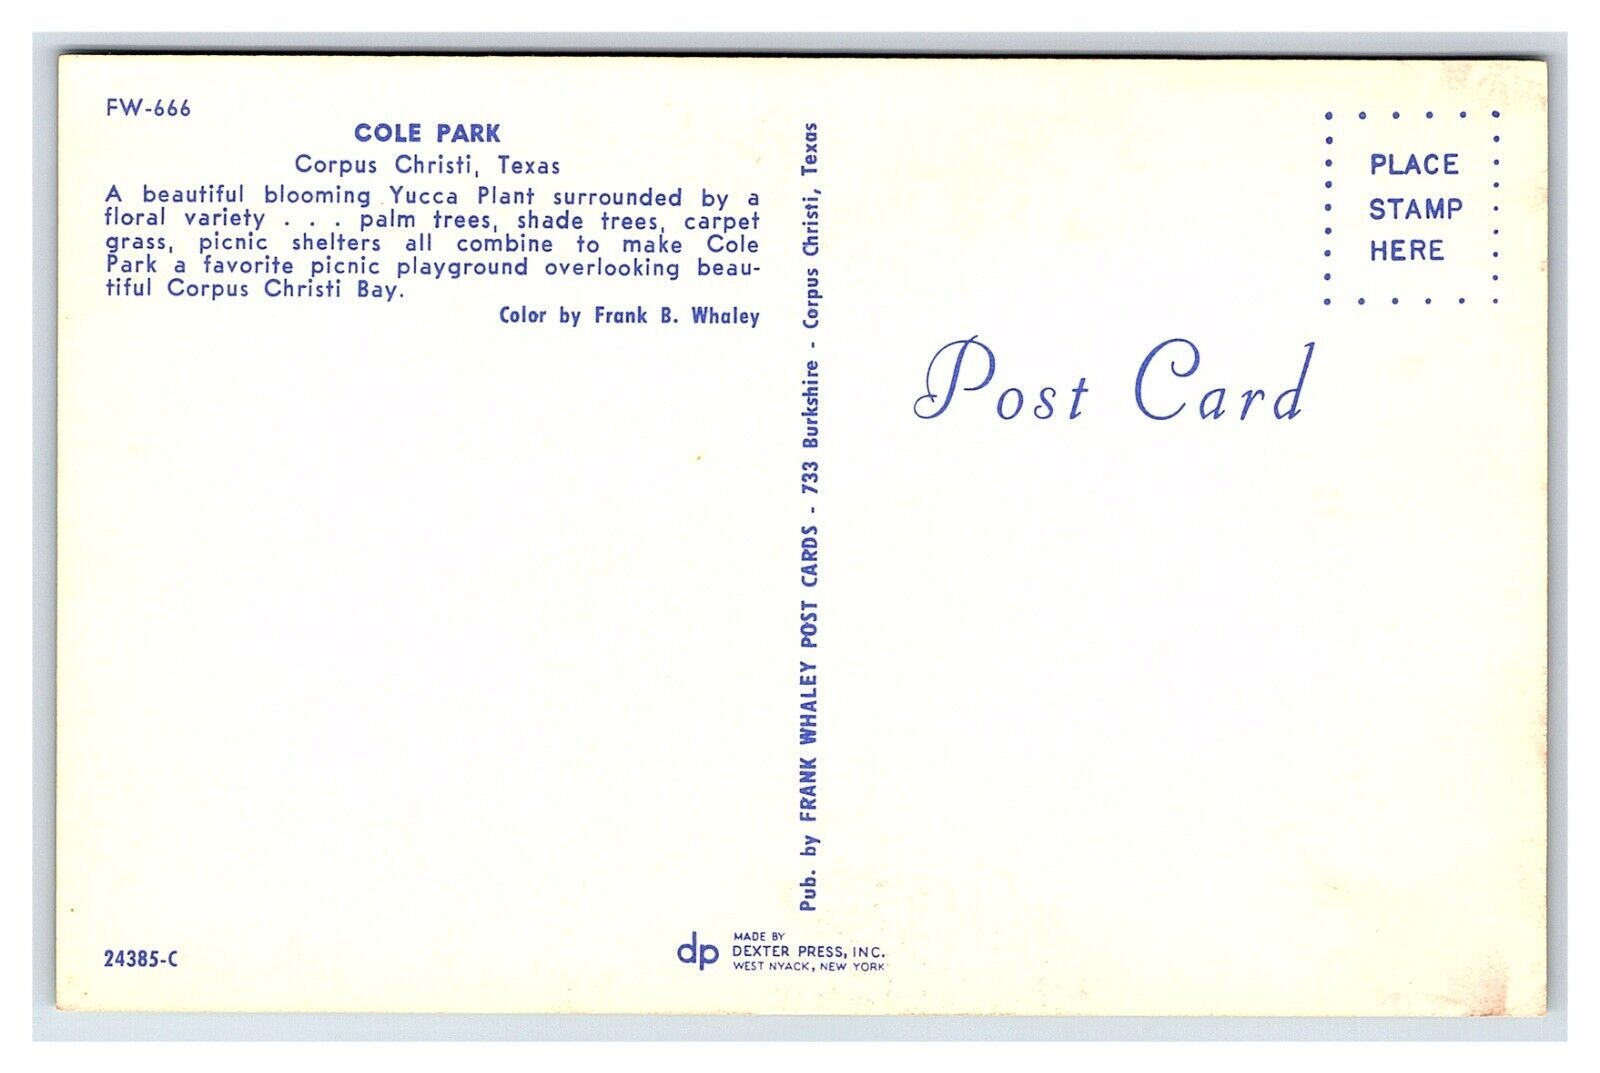 FW-666
COLE PARK
Corpus Christi, Texas
A beautiful blooming Yucca Plant surrounded by a
floral variety . . . palm trees, shade trees, carpet
grass, picnic shelters all combine to make Cole
Park a favorite picnic playground overlooking beau-
tiful Corpus Christi Bay.
Color by Frank B. Whaley
24385-C
Pub. by FRANK WHALEY POST CARDS - 733 Burkshire - Corpus Christi, Texas
dp
MADE BY
DEXTER PRESS, INC.
WEST NYACK, NEW YORK
PLACE
STAMP
HERE
Post Card